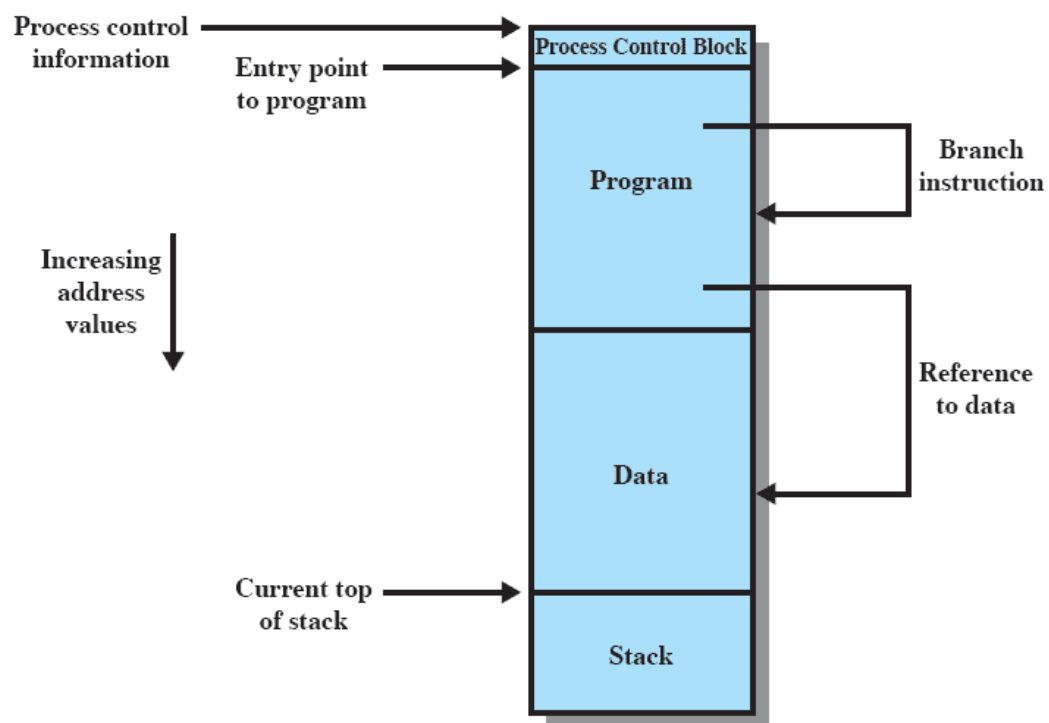 Process control
information
Process Control Block
Entry point
to program
Program
Branch
instruction
Increasing
address
values
Reference
to data
Data
Current top
of stack
Stack